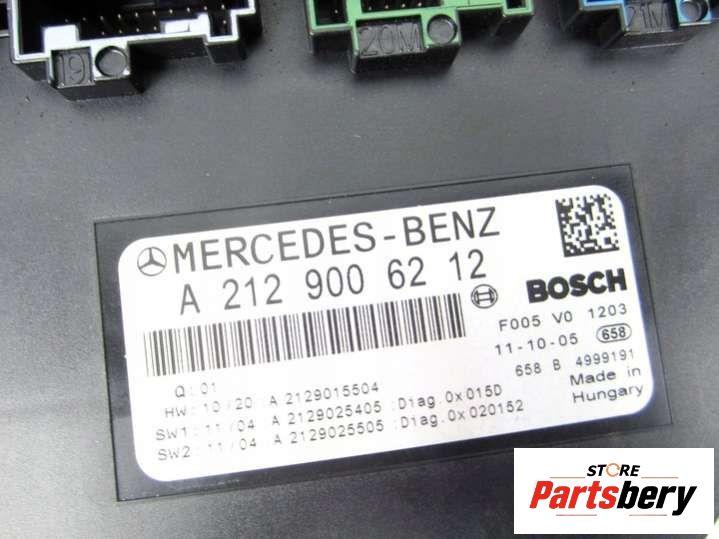 19
20M
21M
MERCEDES-BENZ
A 212 900 62 12
BOSCH
F005 V0 1203
11-10-05 658
658 B 4999191
Made in
Hungary
Q:01
HW:10/20:A 2129015504
SW1:11/04 :A 2129025405 :Diag.0x015D
SW2:11/04 :A 2129025505 :Diag.0x020152
STORE
Partsbery